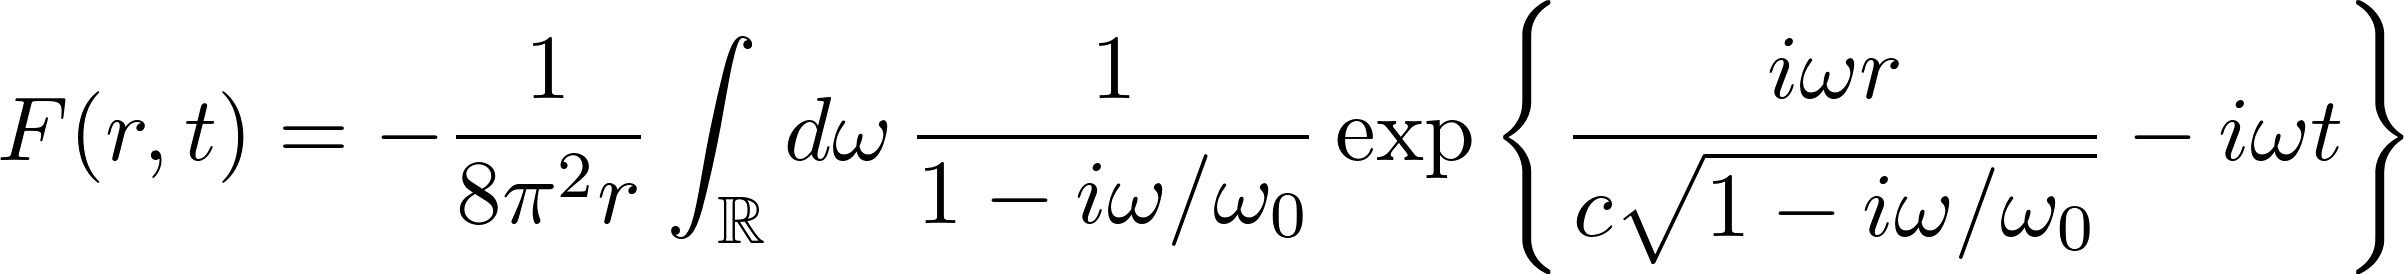 F(r, t) = -\frac{1}{8\pi^2 r} \int_{\mathbb{R}} d\omega \, \frac{1}{1 - i\omega/\omega_0} \exp\left\{ \frac{i\omega r}{c\sqrt{1 - i\omega/\omega_0}} - i\omega t \right\}